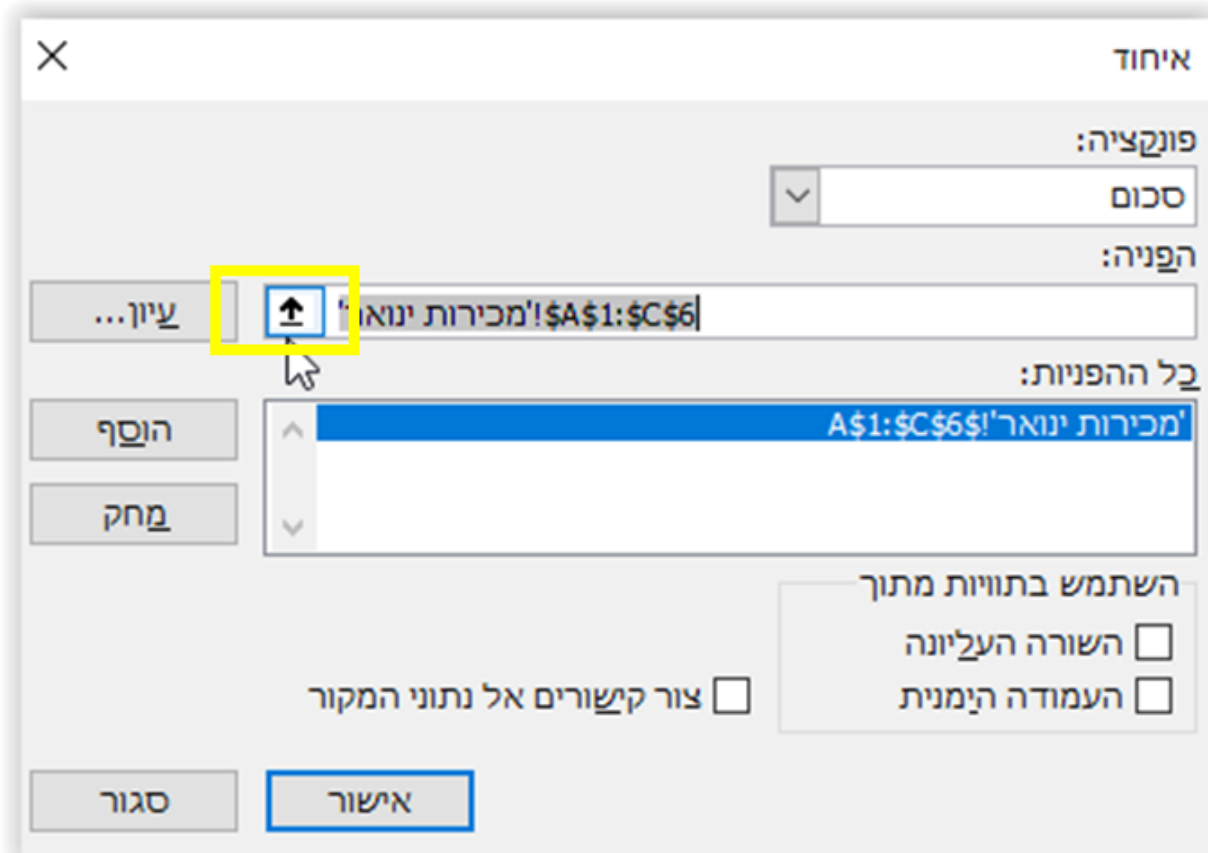 איחוד
פונקציה:
סכום
הפניה:
'מכירות ינואר'!$A$1:$C$6
עיון...
כל ההפניות:
'מכירות ינואר'!$A$1:$C$6
הוסף
מחק
השתמש בתוויות מתוך
השורה העליונה
העמודה הימנית
צור קישורים אל נתוני המקור
אישור
סגור